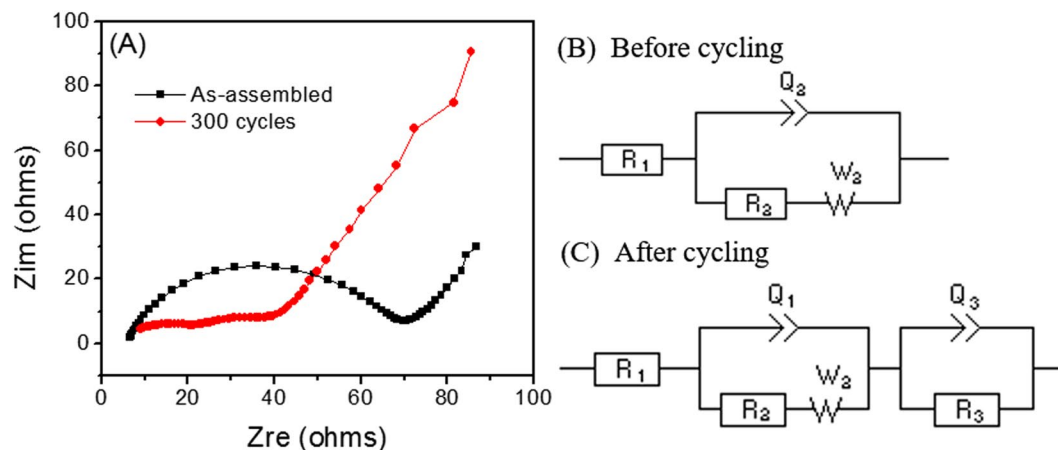 (A)
As-assembled
300 cycles
Zim (ohms)
100
80
60
40
20
0
0 20 40 60 80 100
Zre (ohms)
(B) Before cycling
Q₂
R₁
W₂
R₂
(C) After cycling
Q₁ Q₃
R₁
W₂
R₂ R₃